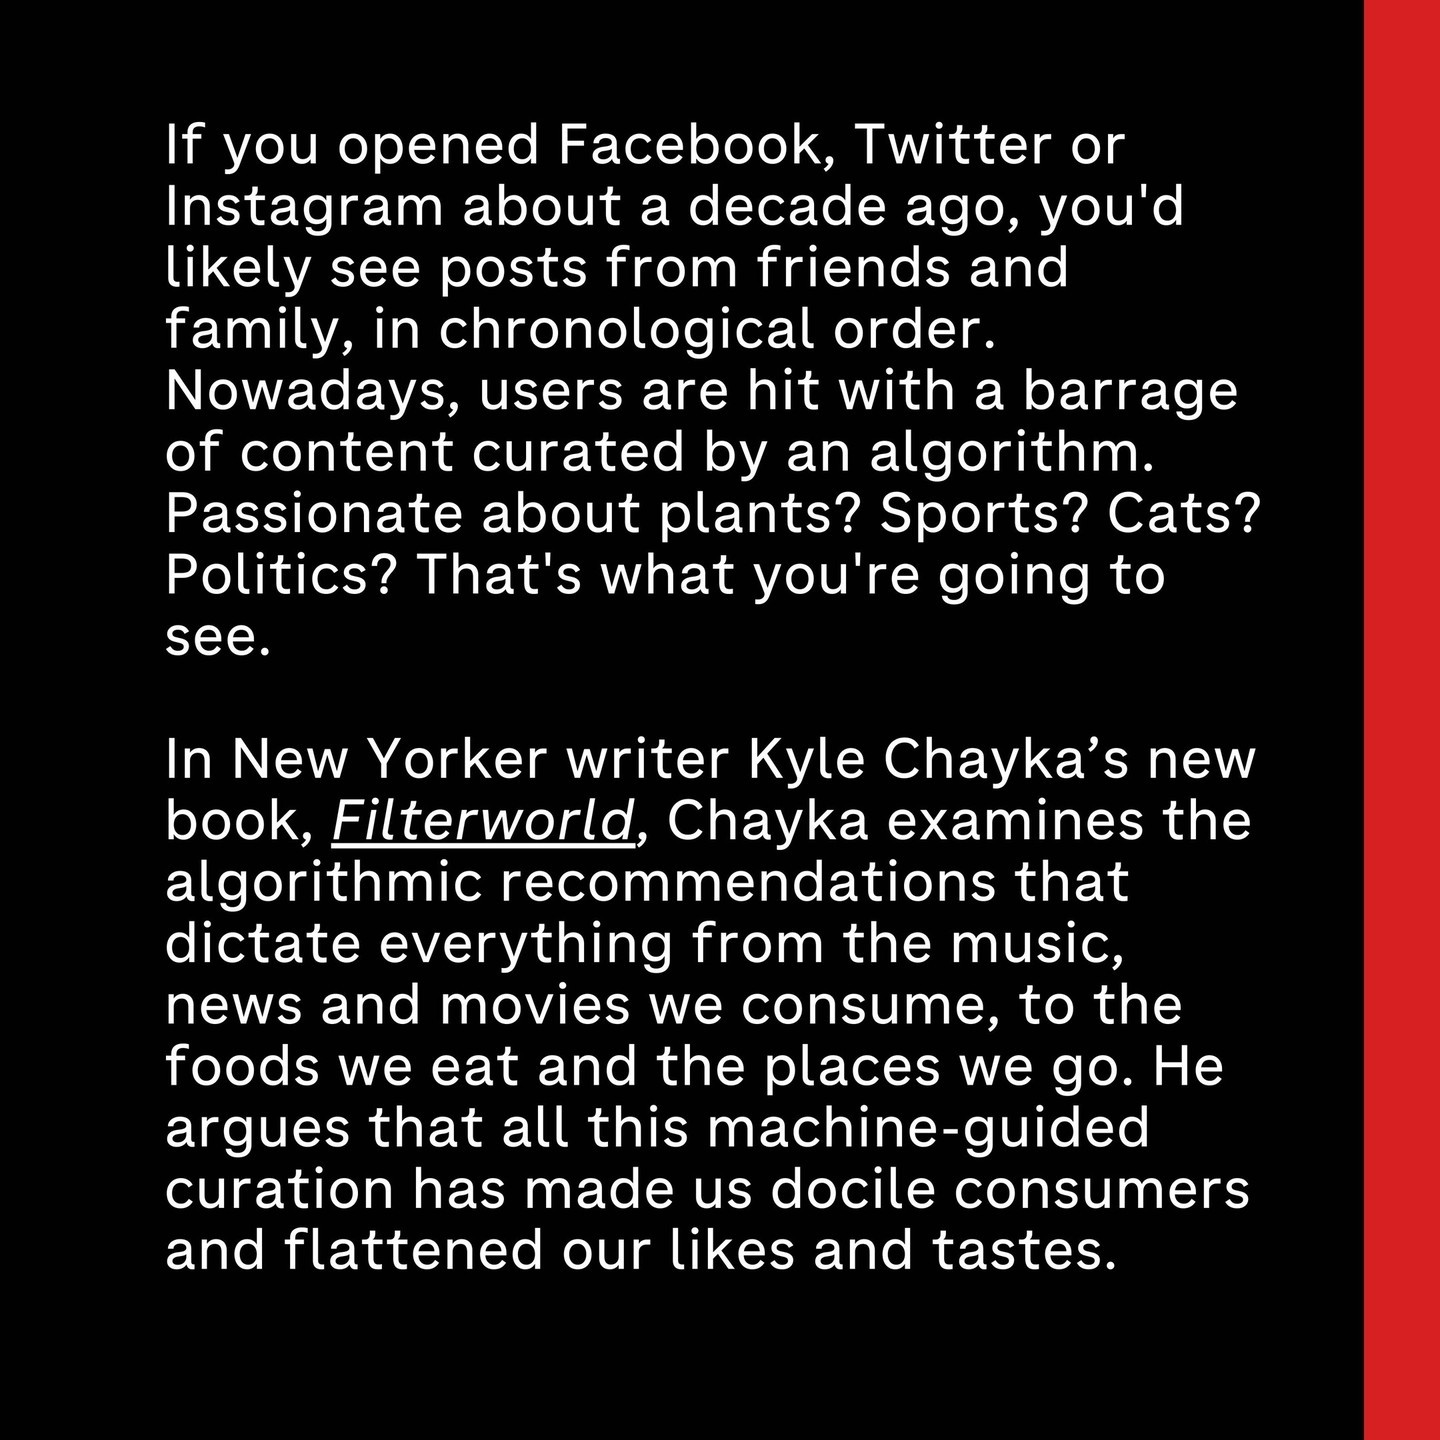 If you opened Facebook, Twitter or
Instagram about a decade ago, you'd
likely see posts from friends and
family, in chronological order.
Nowadays, users are hit with a barrage
of content curated by an algorithm.
Passionate about plants? Sports? Cats?
Politics? That's what you're going to
see.
In New Yorker writer Kyle Chayka’s new
book, Filterworld, Chayka examines the
algorithmic recommendations that
dictate everything from the music,
news and movies we consume, to the
foods we eat and the places we go. He
argues that all this machine-guided
curation has made us docile consumers
and flattened our likes and tastes.